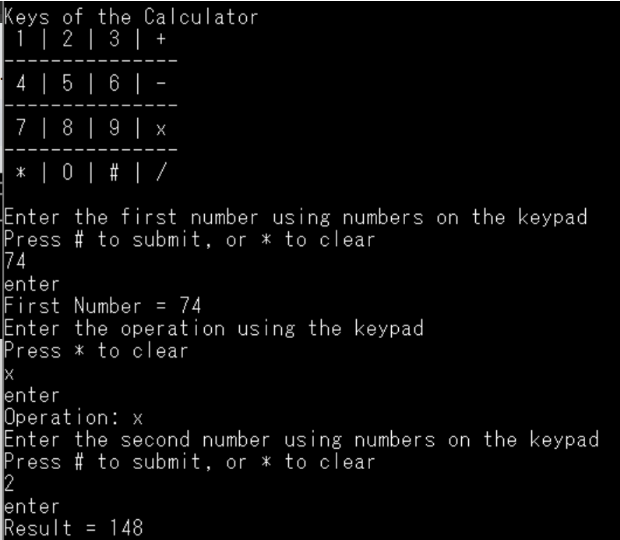 Keys of the Calculator
1 | 2 | 3 | +
---------------
4 | 5 | 6 | -
---------------
7 | 8 | 9 | x
---------------
* | 0 | # | /
Enter the first number using numbers on the keypad
Press # to submit, or * to clear
74
enter
First Number = 74
Enter the operation using the keypad
Press * to clear
x
enter
Operation: x
Enter the second number using numbers on the keypad
Press # to submit, or * to clear
2
enter
Result = 148